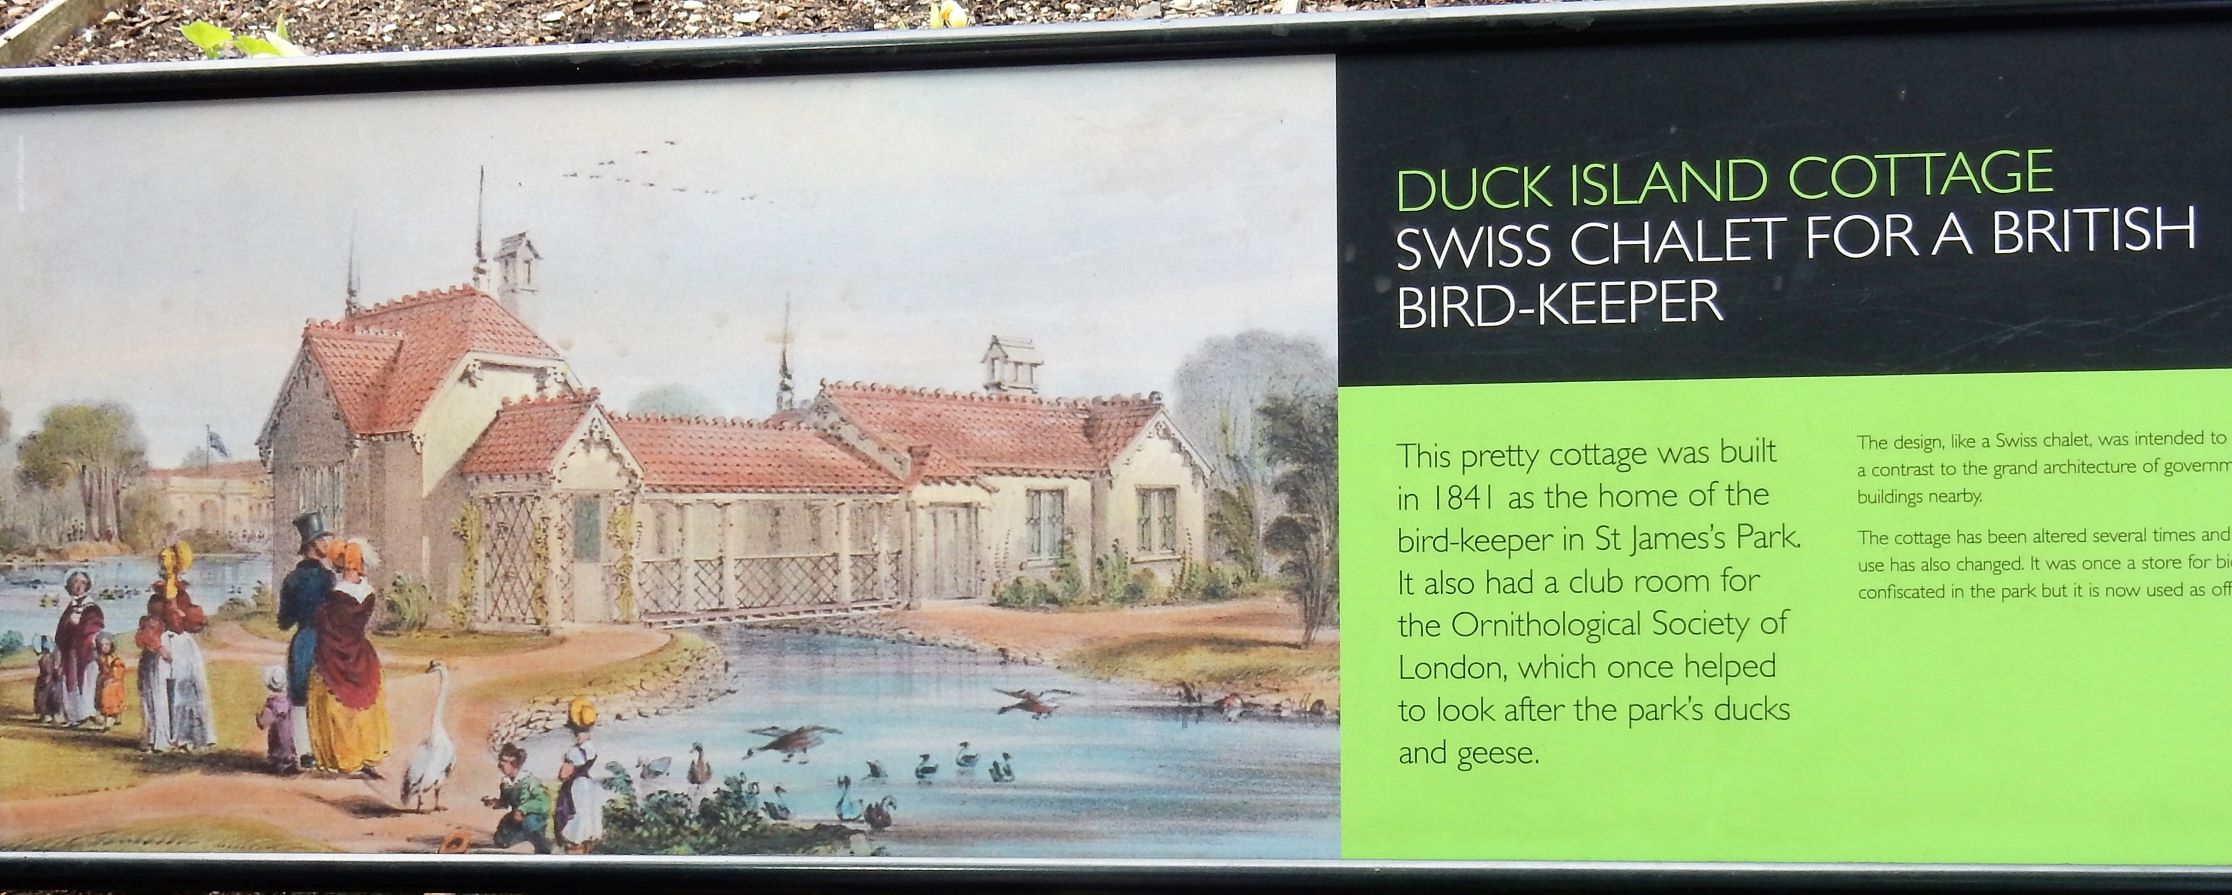 DUCK ISLAND COTTAGE
SWISS CHALET FOR A BRITISH
BIRD-KEEPER
This pretty cottage was built
in 1841 as the home of the
bird-keeper in St James's Park.
It also had a club room for
the Ornithological Society of
London, which once helped
to look after the park's ducks
and geese.
The design, like a Swiss chalet, was intended to
a contrast to the grand architecture of governm
buildings nearby.
The cottage has been altered several times and
use has also changed. It was once a store for bi
confiscated in the park but it is now used as off